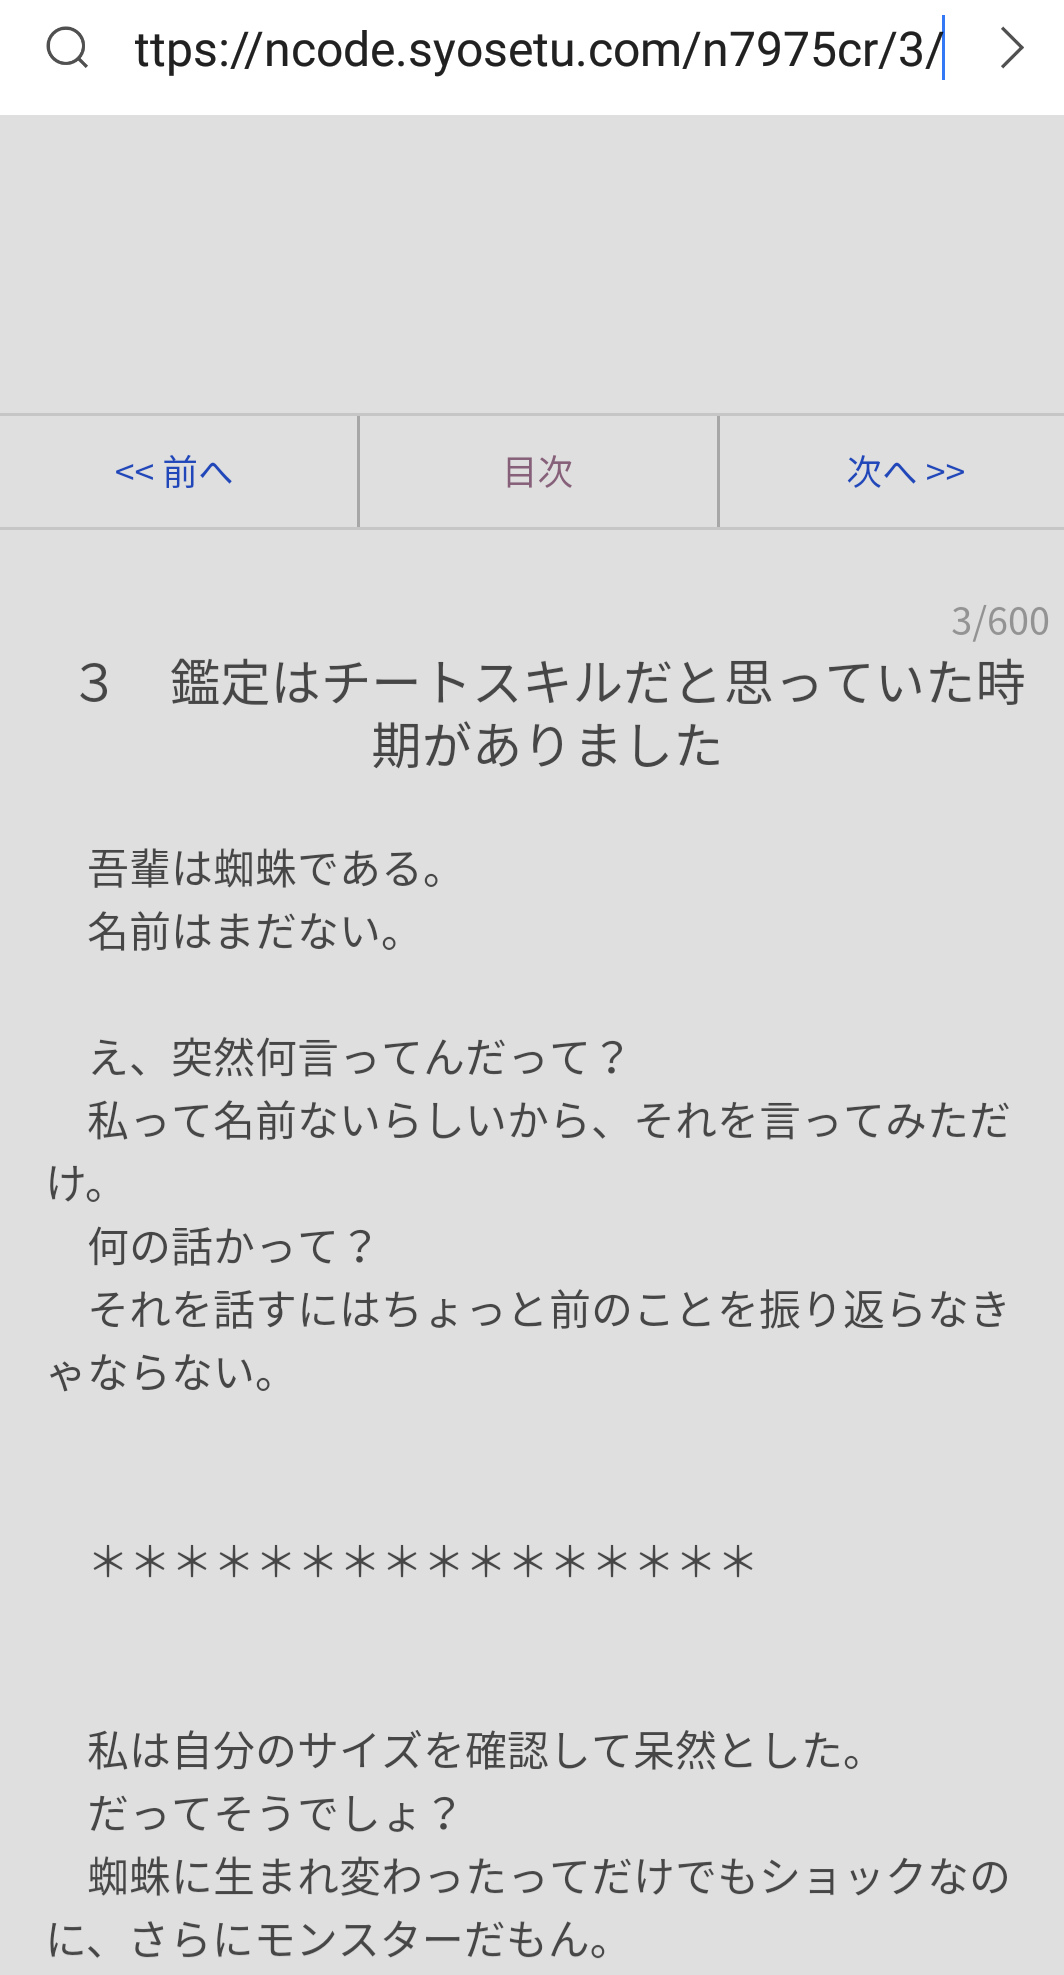 ttps://ncode.syosetu.com/n7975cr/3/
<< 前へ
目次
次へ >>
3/600
３　鑑定はチートスキルだと思っていた時
期がありました
吾輩は蜘蛛である。
名前はまだない。
え、突然何言ってんだって？
私って名前ないらしいから、それを言ってみただ
け。
何の話かって？
それを話すにはちょっと前のことを振り返らなき
ゃならない。
＊＊＊＊＊＊＊＊＊＊＊＊＊＊＊＊
私は自分のサイズを確認して呆然とした。
だってそうでしょ？
蜘蛛に生まれ変わったってだけでもショックなの
に、さらにモンスターだもん。